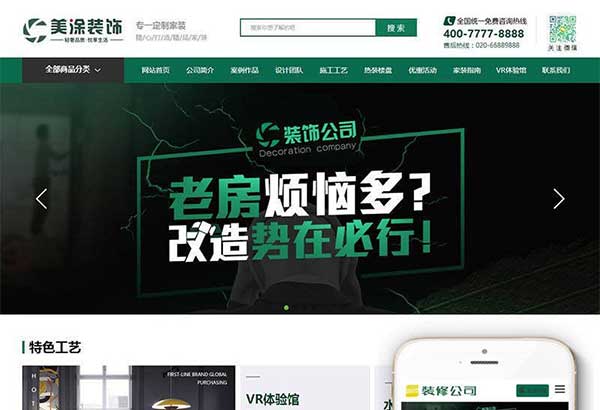 美涂装饰
轻奢品质·悦享生活
专一定制家装
随心打造精品家饰
搜索您想了解的吧
搜索
全国统一免费咨询热线
400-7777-8888
售后热线：020-66889888
关注微信
全部商品分类
网站首页 公司简介 案例作品 设计团队 施工工艺 热装楼盘 优惠活动 家装指南 VR体验馆 联系我们
装饰公司
Decoration company
老房烦恼多?
改造势在必行!
特色工艺
HOT
FIRST-LINE BRAND GLOBAL
PURCHASING
VR体验馆
水
装修公司